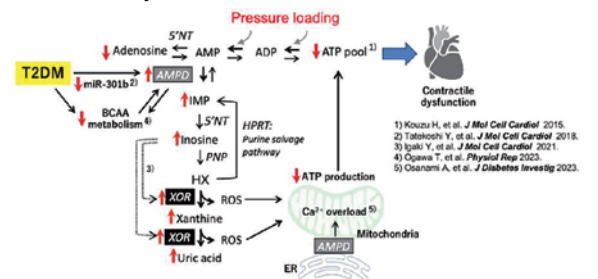 Pressure loading
5'NT
Adenosine AMP ADP ATP pool 1)
T2DM
miR-301b 2)
AMPD
BCAA
metabolism 4)
IMP
5'NT
HPRT:
Purine salvage
pathway
Inosine
PNP
3)
HX
XOR ROS
Xanthine
XOR ROS
Uric acid
ATP production
Ca2+ overload 5)
Mitochondria
AMPD
ER
Contractile
dysfunction
1) Kouzu H, et al. J Mol Cell Cardiol 2015.
2) Tatekoshi Y, et al. J Mol Cell Cardiol 2018.
3) Igaki Y, et al. J Mol Cell Cardiol 2021.
4) Ogawa T, et al. Physiol Rep 2023.
5) Osanami A, et al. J Diabetes Investig 2023.